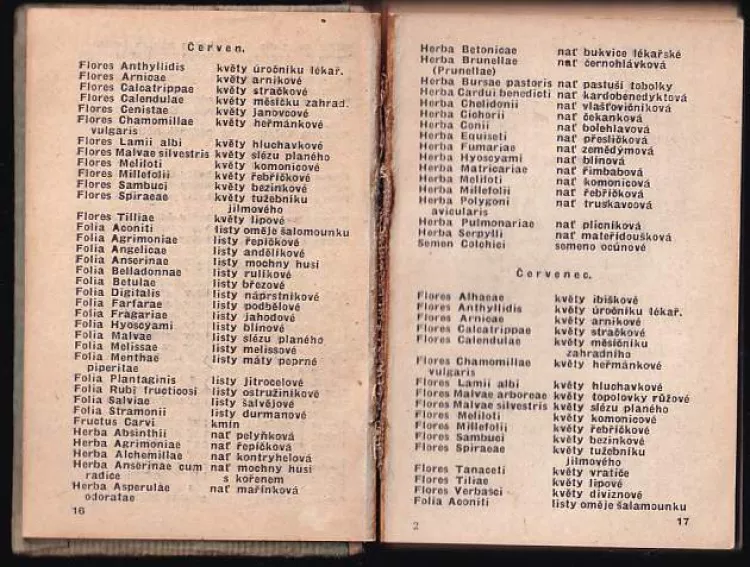 Červen.
Flores Anthyllidis květy úročníku lékař.
Flores Arnicae květy arnikové
Flores Calcatrippae květy stračkové
Flores Calendulae květy měsíčku zahrad.
Flores Cenistae květy janovcové
Flores Chamomillae květy heřmánkové
vulgaris
Flores Lamii albi květy hluchavkové
Flores Malvae silvestris květy slézu planého
Flores Meliloti květy komonicové
Flores Millefolii květy řebříčkové
Flores Sambuci květy bezinkové
Flores Spiraeae květy tužebníku
jilmového
Flores Tilliae květy lipové
Folia Aconiti listy oměje šalamounku
Folia Agrimoniae listy řepíčkové
Folia Angelicae listy andělikové
Folia Anserinae listy mochny husí
Folia Belladonnae listy rulíkové
Folia Betulae listy březové
Folia Digitalis listy náprstníkové
Folia Farfarae listy podbělové
Folia Fragariae listy jahodové
Folia Hyoscyami listy blínové
Folia Malvae listy slézu planého
Folia Melissae listy melissové
Folia Menthae listy máty peprné
piperitae
Folia Plantaginis listy jitrocelové
Folia Rubi fructicosi listy ostružiníkové
Folia Salviae listy šalvějové
Folia Stramonii listy durmanové
Fructus Carvi kmín
Herba Absinthii nať pelyňková
Herba Agrimoniae nať řepíčková
Herba Alchemillae nať kontryhelová
Herba Anserinae cum nať mochny husí
radice s kořenem
Herba Asperulae nať mařinková
odoratae
16
Herba Betonicae nať bukvice lékařské
Herba Brunellae nať černohlávková
(Prunellae)
Herba Bursae pastoris nať pastuší tobolky
Herba Cardui benedicti nať kardobenedyktová
Herba Chelidonii nať vlašťovičníková
Herba Cichorii nať čekanková
Herba Conii nať bolehlavová
Herba Equiseti nať přesličková
Herba Fumariae nať zemědýmová
Herba Hyoscyami nať blínová
Herba Matricariae nať řimbabová
Herba Meliloti nať komonicová
Herba Millefolii nať řebříčková
Herba Polygoni nať truskavcová
avicularis
Herba Pulmonariae nať plicníková
Herba Serpylli nať mateřídoušková
Semen Colchici semeno ocúnové
Červenec.
Flores Alhaeae květy ibiškové
Flores Anthyllidis květy úročníku lékař.
Flores Arnicae květy arnikové
Flores Calcatrippae květy stračkové
Flores Calendulae květy měsíčníku
zahradního
Flores Chamomillae květy heřmánkové
vulgaris
Flores Lamii albi květy hluchavkové
Flores Malvae arboreae květy topolovky růžové
Flores Malvae silvestris květy slézu planého
Flores Meliloti květy komonicové
Flores Millefolii květy řebříčkové
Flores Sambuci květy bezinkové
Flores Spiraeae květy tužebníku
jilmového
Flores Tanaceti květy vratiče
Flores Tiliae květy lipové
Flores Verbasci květy diviznové
Folia Aconiti listy oměje šalamounku
2 17